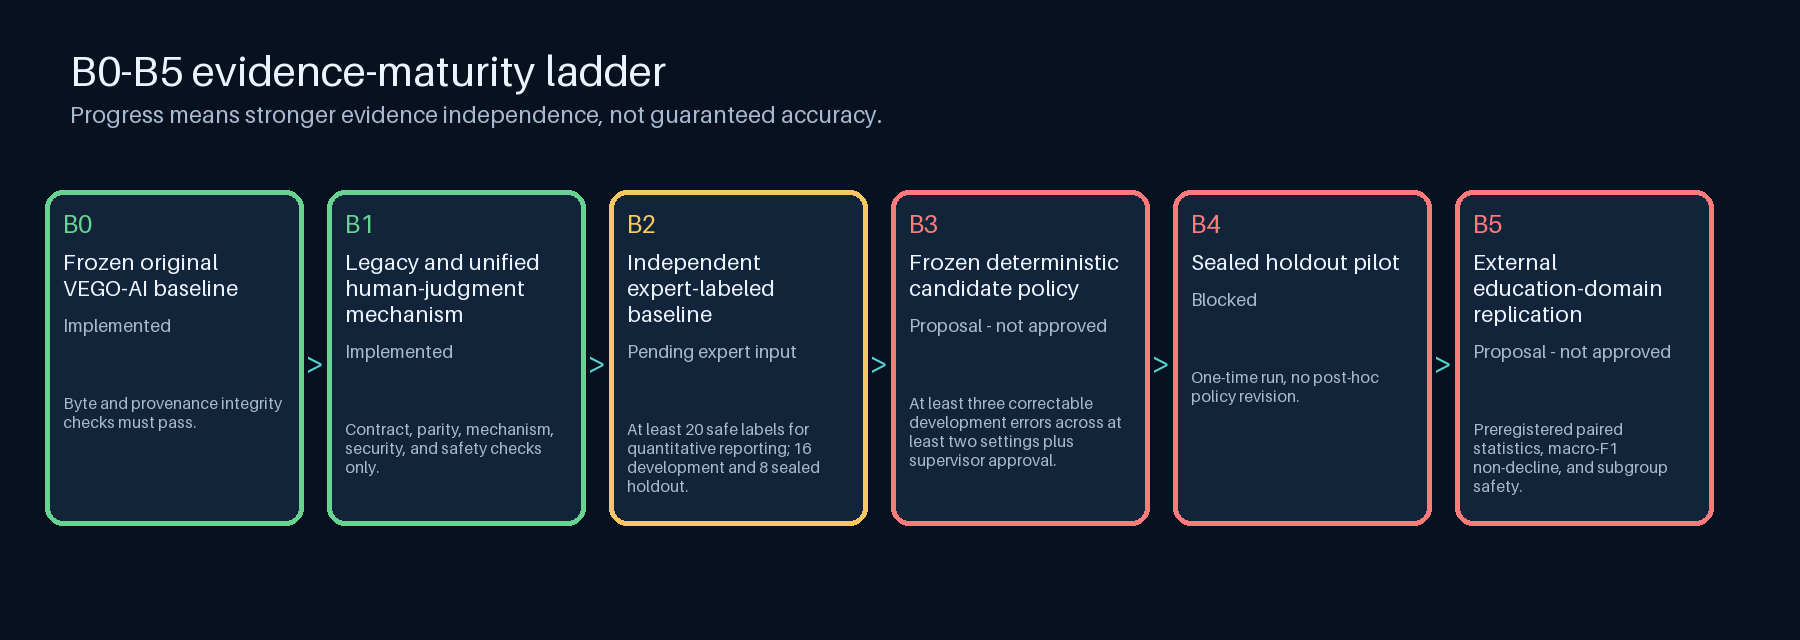 B0-B5 evidence-maturity ladder
Progress means stronger evidence independence, not guaranteed accuracy.
B0
Frozen original
VEGO-AI baseline
Implemented
Byte and provenance integrity
checks must pass.
>
B1
Legacy and unified
human-judgment
mechanism
Implemented
Contract, parity, mechanism,
security, and safety checks
only.
>
B2
Independent
expert-labeled
baseline
Pending expert input
At least 20 safe labels for
quantitative reporting; 16
development and 8 sealed
holdout.
>
B3
Frozen deterministic
candidate policy
Proposal - not approved
At least three correctable
development errors across at
least two settings plus
supervisor approval.
>
B4
Sealed holdout pilot
Blocked
One-time run, no post-hoc
policy revision.
>
B5
External
education-domain
replication
Proposal - not approved
Preregistered paired
statistics, macro-F1
non-decline, and subgroup
safety.